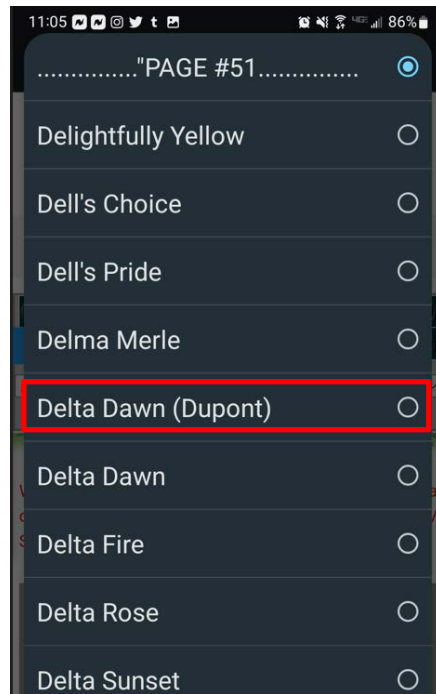 11:05 t 4GE 86%
..............."PAGE #51...............
Delightfully Yellow
Dell's Choice
Dell's Pride
Delma Merle
Delta Dawn (Dupont)
Delta Dawn
Delta Fire
Delta Rose
Delta Sunset